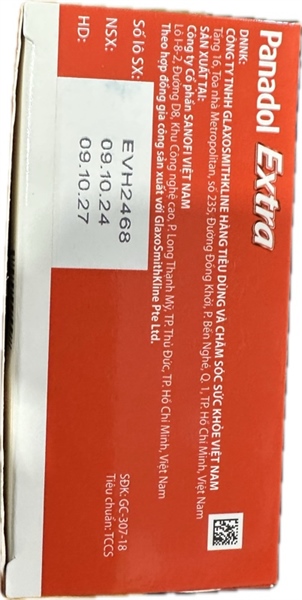 Panadol Extra
DNNK:
CÔNG TY TNHH GLAXOSMITHKLINE HÀNG TIÊU DÙNG VÀ CHĂM SÓC SỨC KHỎE VIỆT NAM
Tầng 16, Tòa nhà Metropolitan, số 235, Đường Đồng Khởi, P. Bến Nghé, Q. 1, TP. Hồ Chí Minh, Việt Nam
SẢN XUẤT TẠI:
Công ty Cổ phần SANOFI VIỆT NAM
Lô I-8-2, Đường D8, Khu Công nghệ cao, P. Long Thạnh Mỹ, TP. Thủ Đức, TP. Hồ Chí Minh, Việt Nam
Theo hợp đồng gia công sản xuất với GlaxoSmithKline Pte Ltd.
Số lô SX: EVH2468
NSX: 09.10.24
HD: 09.10.27
SĐK: GC-307-18
Tiêu chuẩn: TCCS